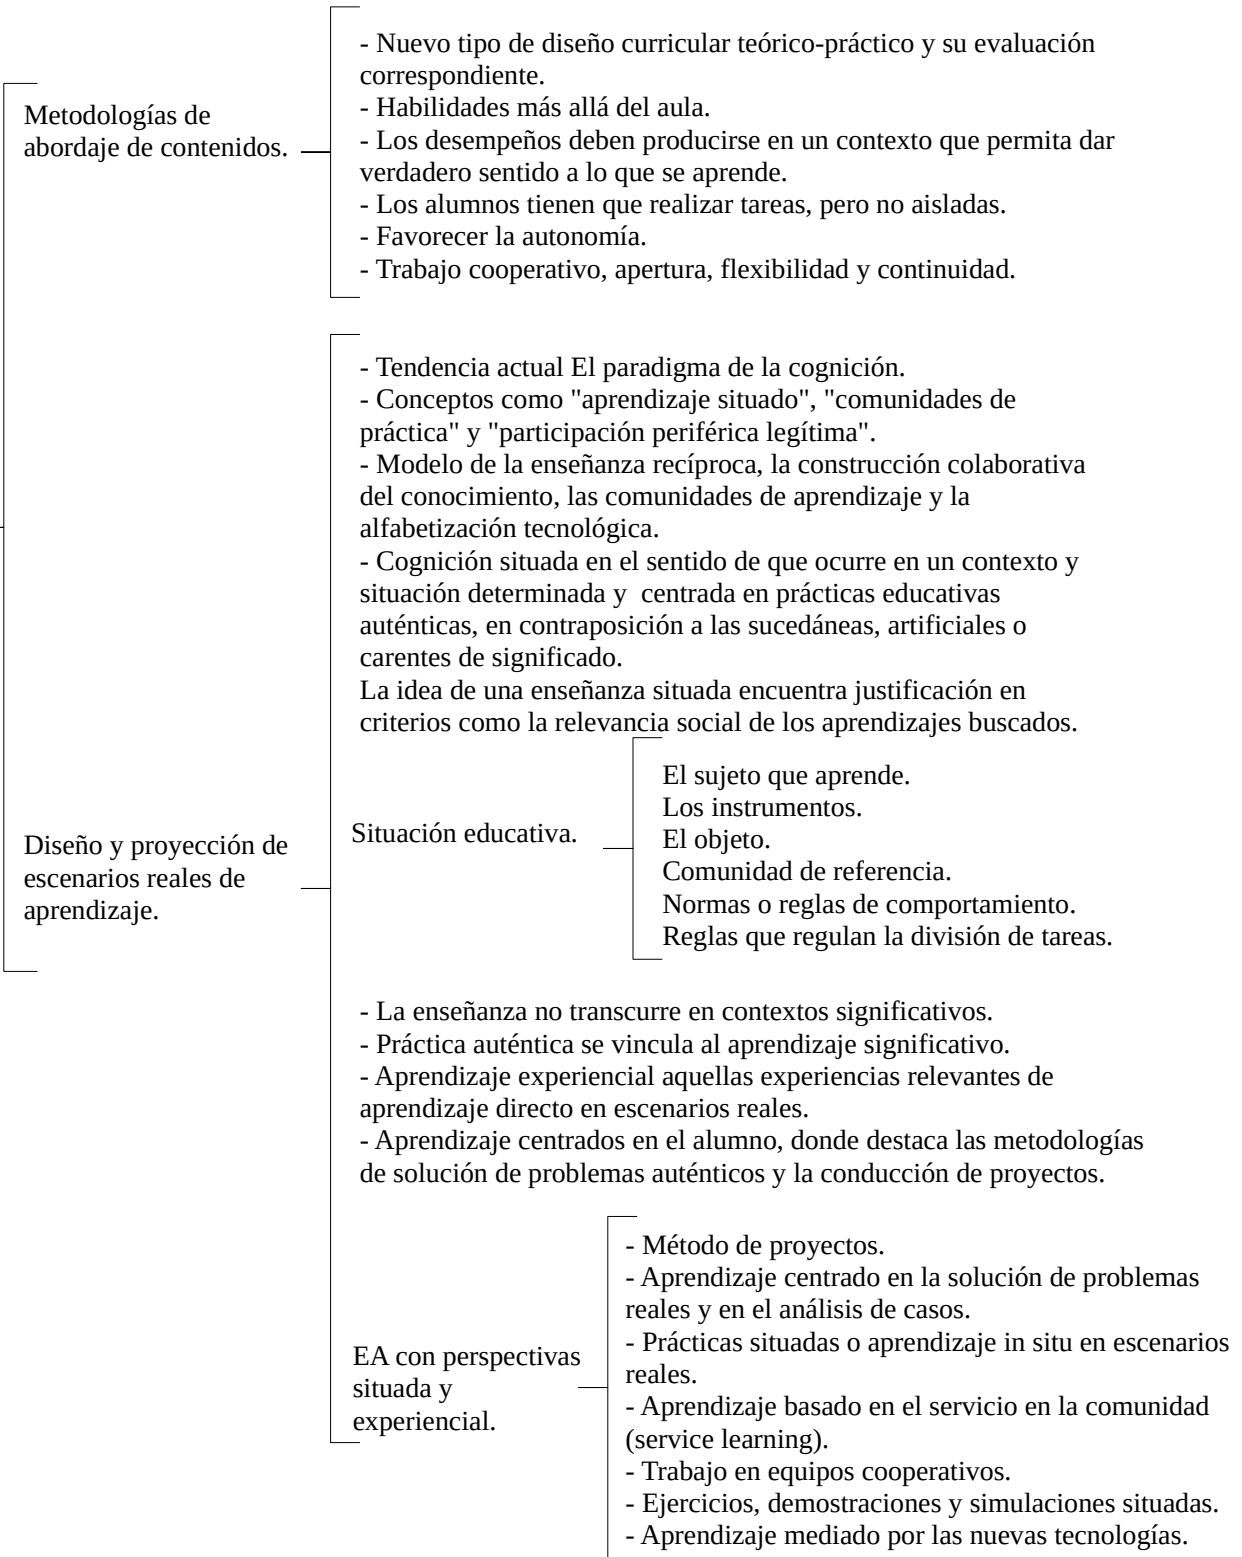 Metodologías de
abordaje de contenidos.
- Nuevo tipo de diseño curricular teórico-práctico y su evaluación
correspondiente.
- Habilidades más allá del aula.
- Los desempeños deben producirse en un contexto que permita dar
verdadero sentido a lo que se aprende.
- Los alumnos tienen que realizar tareas, pero no aisladas.
- Favorecer la autonomía.
- Trabajo cooperativo, apertura, flexibilidad y continuidad.
Diseño y proyección de
escenarios reales de
aprendizaje.
- Tendencia actual El paradigma de la cognición.
- Conceptos como "aprendizaje situado", "comunidades de
práctica" y "participación periférica legítima".
- Modelo de la enseñanza recíproca, la construcción colaborativa
del conocimiento, las comunidades de aprendizaje y la
alfabetización tecnológica.
- Cognición situada en el sentido de que ocurre en un contexto y
situación determinada y  centrada en prácticas educativas
auténticas, en contraposición a las sucedáneas, artificiales o
carentes de significado.
La idea de una enseñanza situada encuentra justificación en
criterios como la relevancia social de los aprendizajes buscados.
Situación educativa.
El sujeto que aprende.
Los instrumentos.
El objeto.
Comunidad de referencia.
Normas o reglas de comportamiento.
Reglas que regulan la división de tareas.
- La enseñanza no transcurre en contextos significativos.
- Práctica auténtica se vincula al aprendizaje significativo.
- Aprendizaje experiencial aquellas experiencias relevantes de
aprendizaje directo en escenarios reales.
- Aprendizaje centrados en el alumno, donde destaca las metodologías
de solución de problemas auténticos y la conducción de proyectos.
EA con perspectivas
situada y
experiencial.
- Método de proyectos.
- Aprendizaje centrado en la solución de problemas
reales y en el análisis de casos.
- Prácticas situadas o aprendizaje in situ en escenarios
reales.
- Aprendizaje basado en el servicio en la comunidad
(service learning).
- Trabajo en equipos cooperativos.
- Ejercicios, demostraciones y simulaciones situadas.
- Aprendizaje mediado por las nuevas tecnologías.